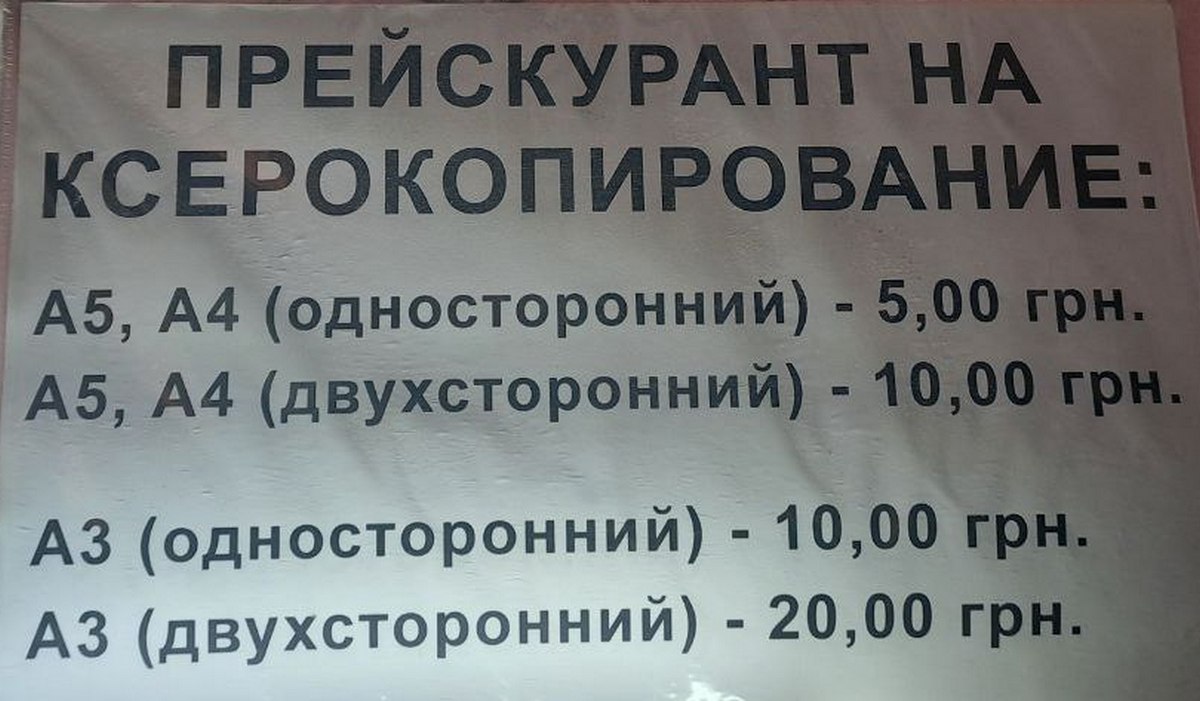 ПРЕЙСКУРАНТ НА
КСЕРОКОПИРОВАНИЕ:
А5, А4 (односторонний) - 5,00 грн.
А5, А4 (двухсторонний) - 10,00 грн.
А3 (односторонний) - 10,00 грн.
А3 (двухсторонний) - 20,00 грн.